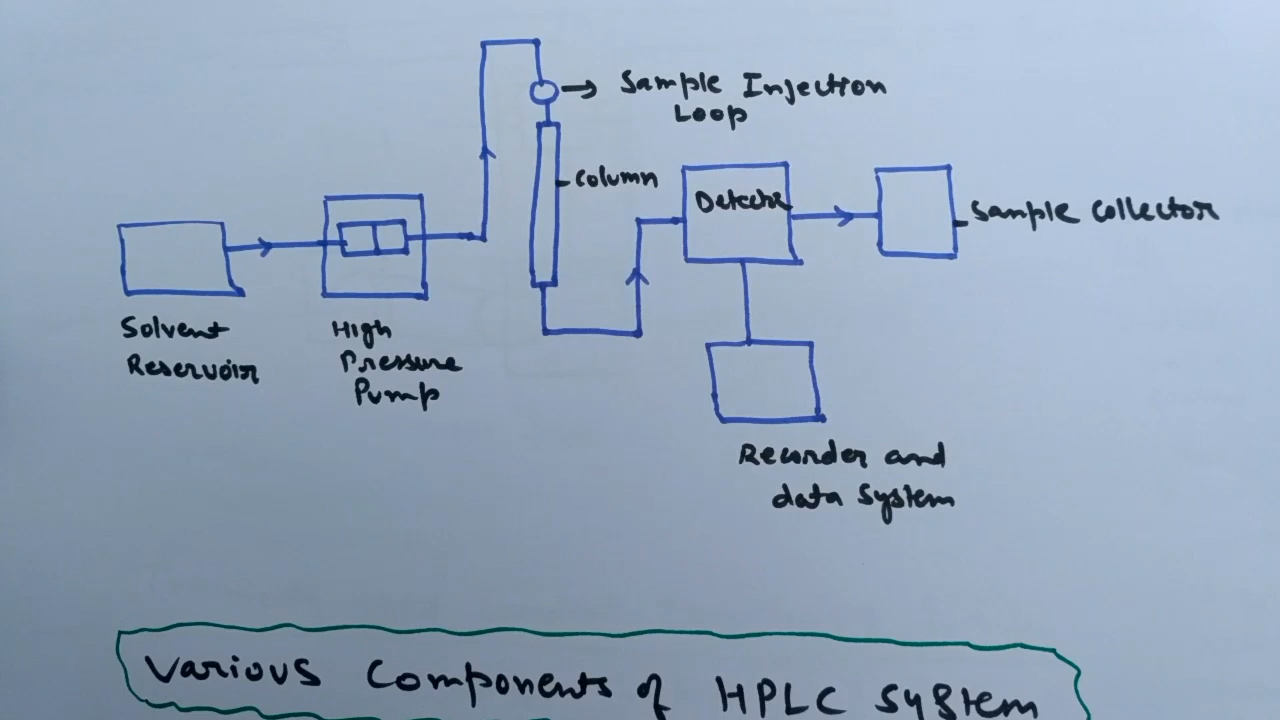 Sample Injection
Loop
Column
Detector
Sample Collector
Solvent
Reservoir
High
Pressure
Pump
Recorder and
data System
Various Components of HPLC System